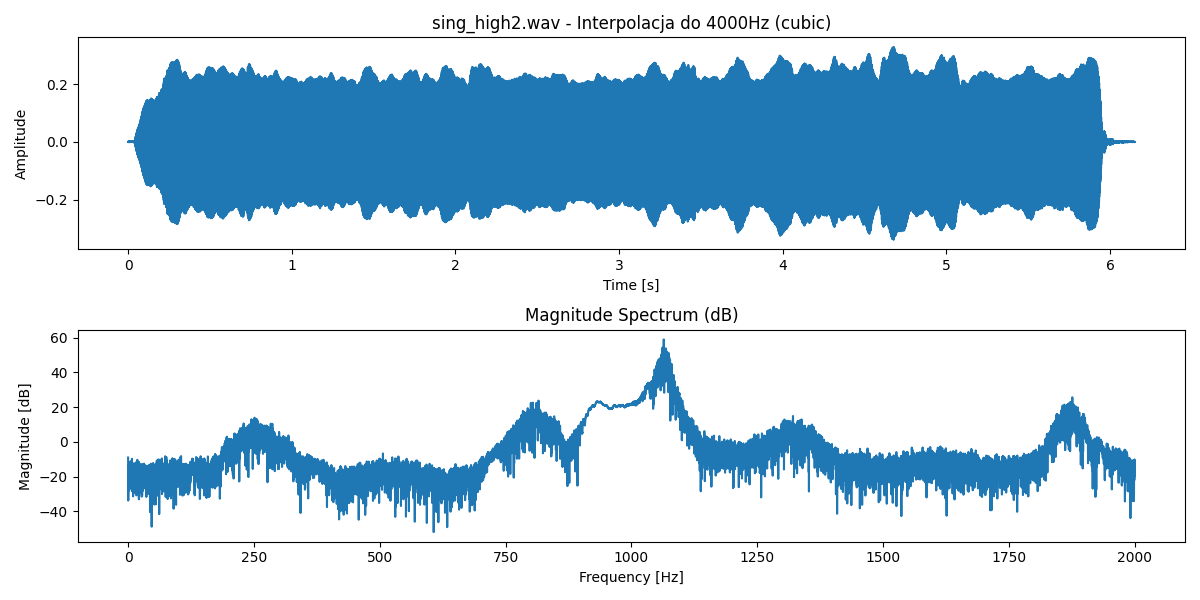 sing_high2.wav - Interpolacja do 4000Hz (cubic)
Amplitude
0.2
0.0
−0.2
0 1 2 3 4 5 6
Time [s]
Magnitude Spectrum (dB)
Magnitude [dB]
60
40
20
0
−20
−40
0 250 500 750 1000 1250 1500 1750 2000
Frequency [Hz]